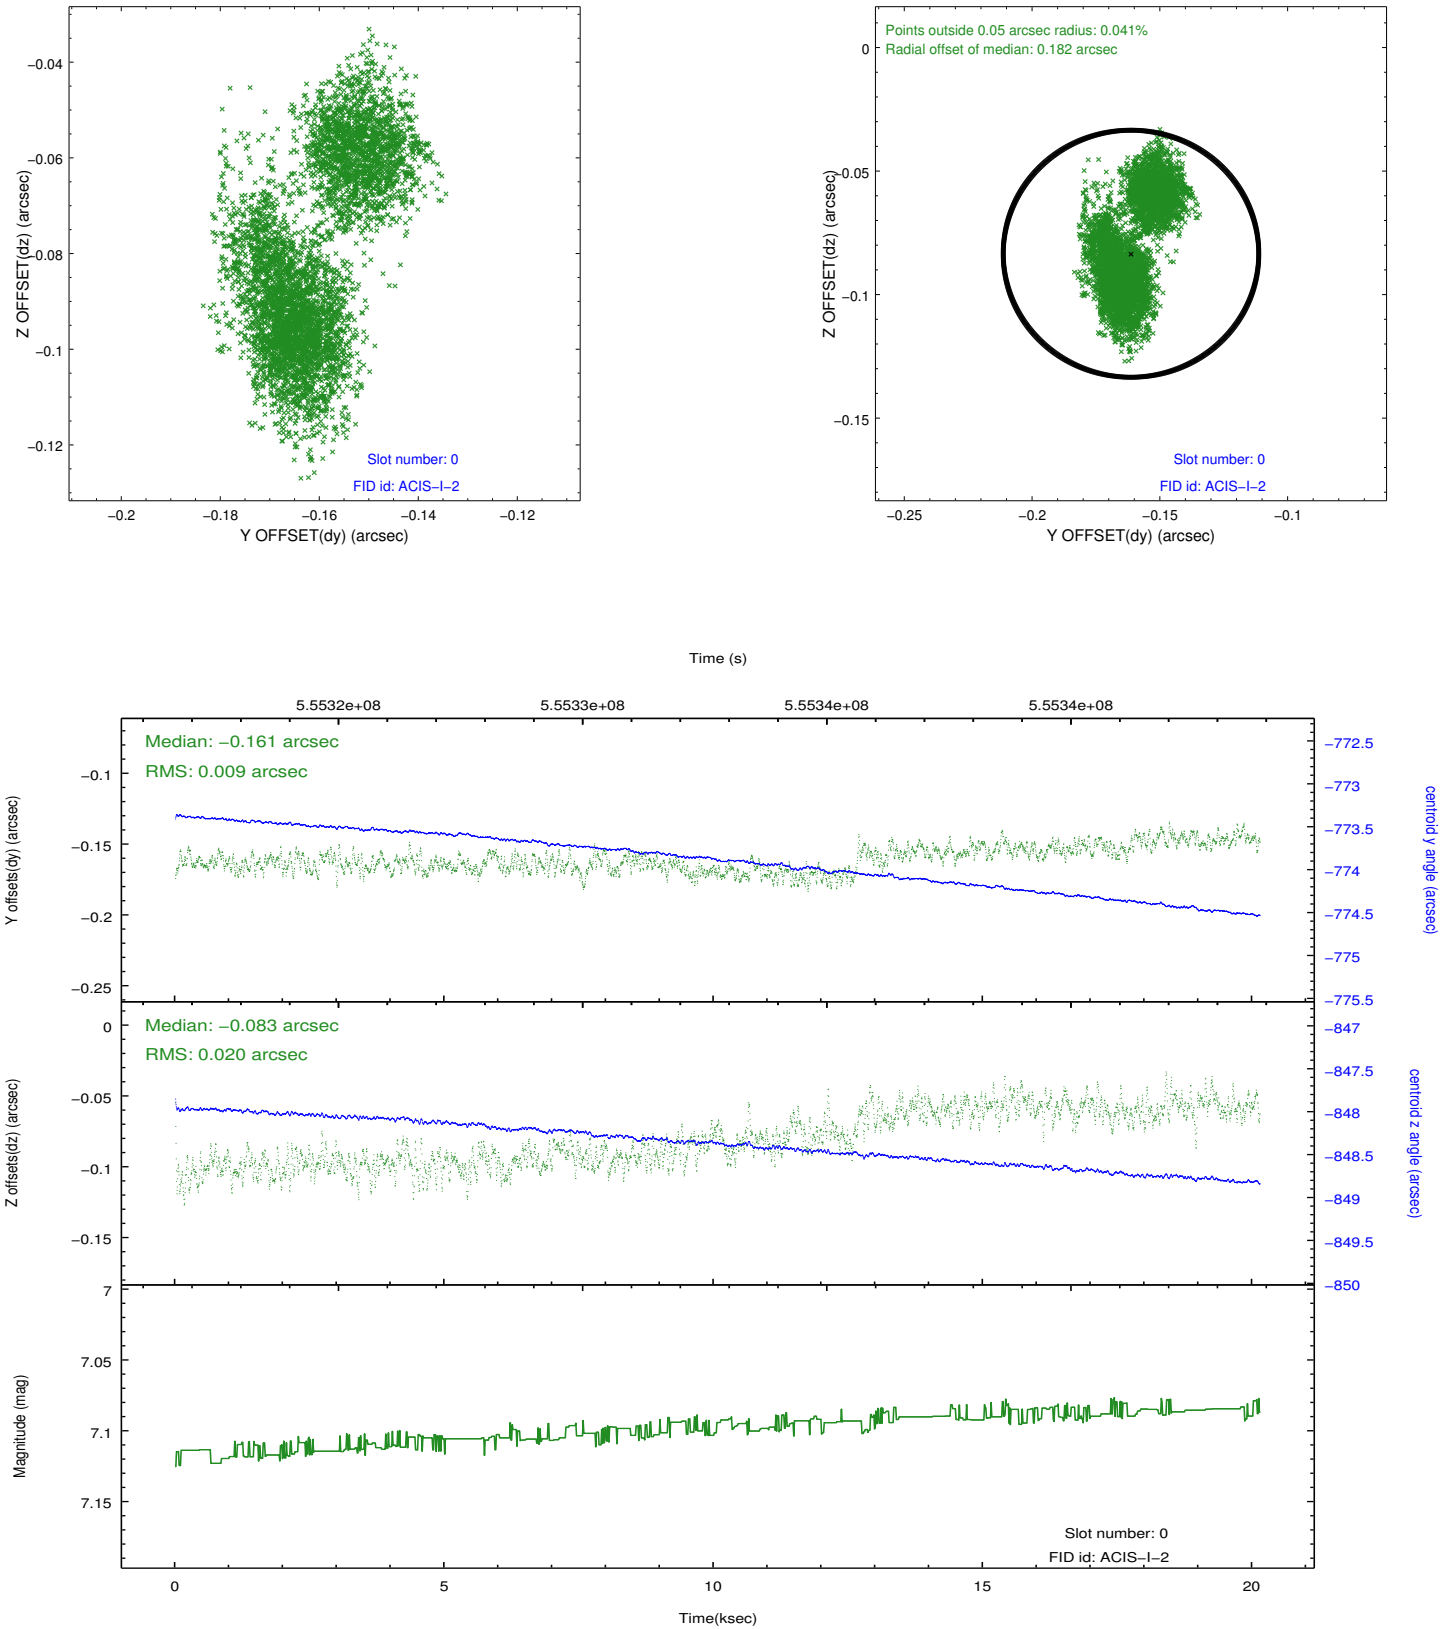 −0.04
−0.06
−0.08
−0.1
−0.12
Z OFFSET(dz) (arcsec)
Slot number: 0
FID id: ACIS−I−2
−0.2
−0.18
−0.16
−0.14
−0.12
Y OFFSET(dy) (arcsec)
Points outside 0.05 arcsec radius: 0.041%
Radial offset of median: 0.182 arcsec
0
−0.05
−0.1
−0.15
Z OFFSET(dz) (arcsec)
Slot number: 0
FID id: ACIS−I−2
−0.25
−0.2
−0.15
−0.1
Y OFFSET(dy) (arcsec)
Time (s)
5.5532e+08
5.5533e+08
5.5534e+08
5.5534e+08
Median: −0.161 arcsec
RMS: 0.009 arcsec
−0.1
−0.15
−0.2
−0.25
Y offsets(dy) (arcsec)
−772.5
−773
−773.5
−774
−774.5
−775
−775.5
centroid y angle (arcsec)
Median: −0.083 arcsec
RMS: 0.020 arcsec
0
−0.05
−0.1
−0.15
Z offsets(dz) (arcsec)
−847
−847.5
−848
−848.5
−849
−849.5
−850
centroid z angle (arcsec)
7
7.05
7.1
7.15
Magnitude (mag)
Slot number: 0
FID id: ACIS−I−2
0
5
10
15
20
Time(ksec)